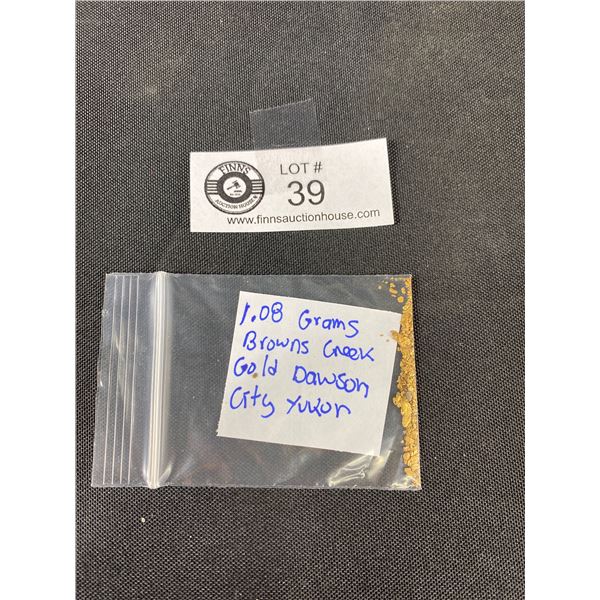 FINNS
AUCTION HOUSE
LOT #
39
www.finnsauctionhouse.com
1.08 Grams
Browns Creek
Gold Dawson
City Yukon